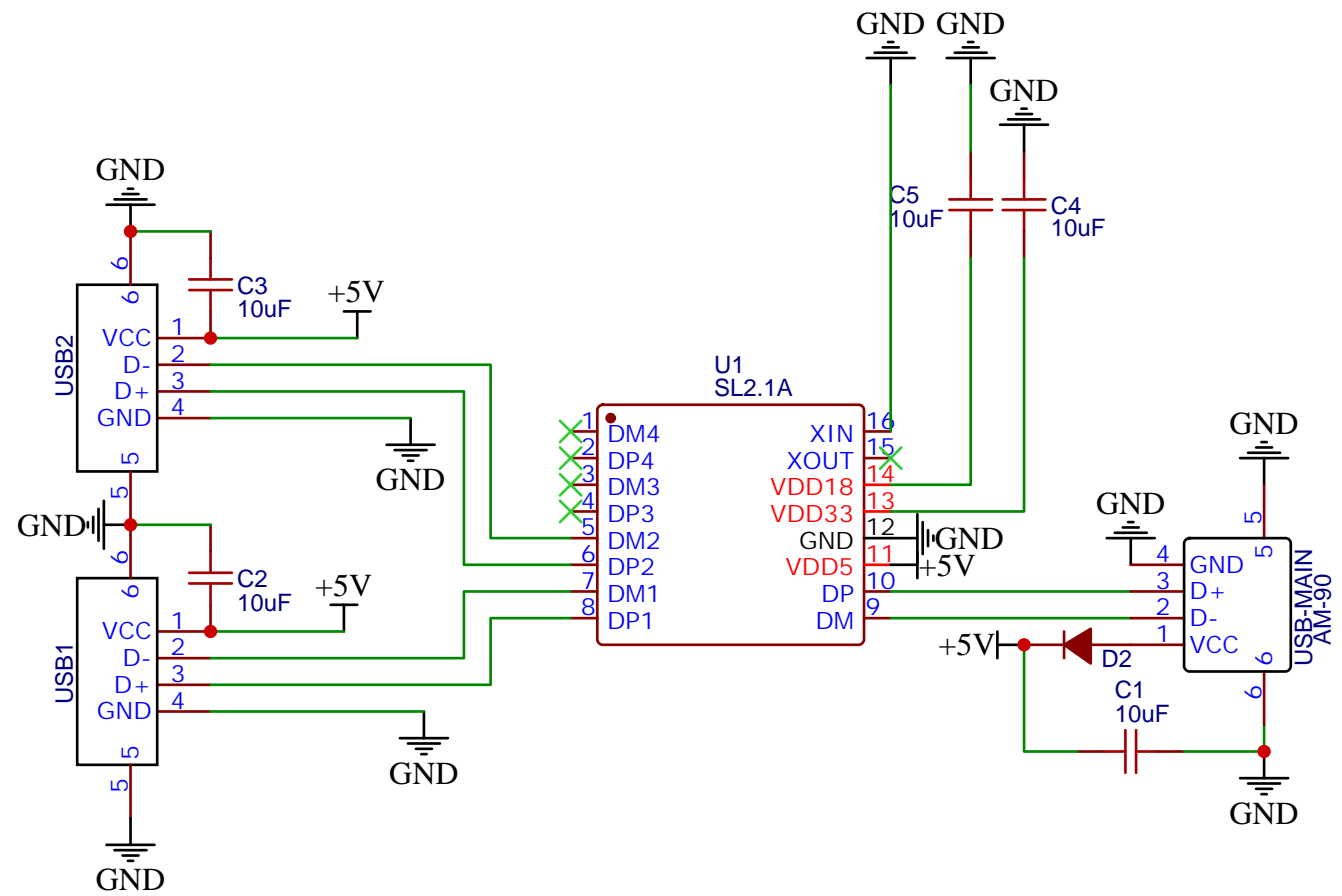 GND GND
GND
GND
C5
10uF
C4
10uF
6
6
C3
10uF
+5V
USB2
VCC 1
D- 2
D+ 3
GND 4
GND
5
5
U1
SL2.1A
1 DM4
2 DP4
3 DM3
4 DP3
5 DM2
6 DP2
7 DM1
8 DP1
XIN 16
XOUT 15
VDD18 14
VDD33 13
GND 12
VDD5 11
DP 10
DM 9
GND
+5V
GND
5
5
GND
4 GND
3 D+
2 D-
1 VCC
USB-MAIN
AM-90
6
6
+5V
D2
C1
10uF
GND
GND
6
6
C2
10uF
+5V
USB1
VCC 1
D- 2
D+ 3
GND 4
GND
5
5
GND